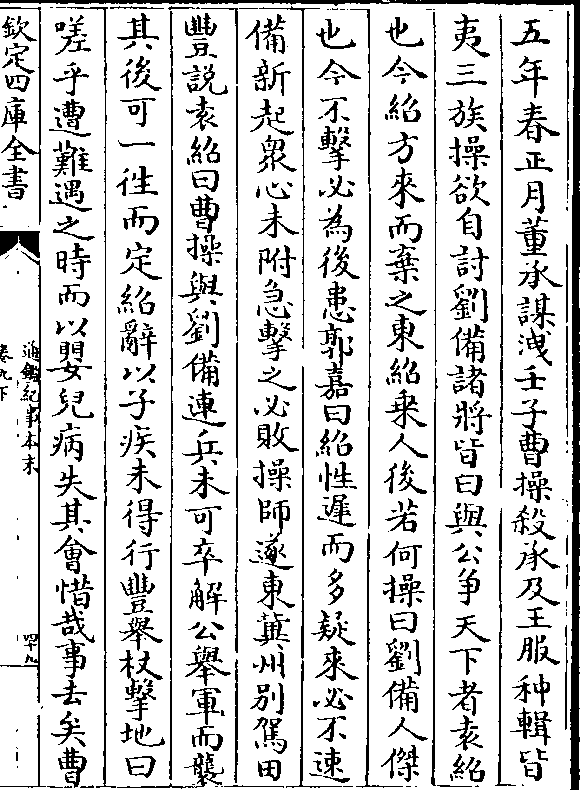 五年春正月董承謀洩壬子曹操殺承及王服种輯皆
夷三族操欲自討劉備諸將皆曰與公爭天下者袁紹
也今紹方來而棄之東紹乗人後若何操曰劉備人傑
也今不擊必為後患郭嘉曰紹性遲而多疑來必不速
備新起衆心未附急擊之必敗操師遂東冀州别駕田
豐説袁紹曰曹操與劉備連兵未可卒解公舉軍而襲
其後可一徃而定紹辭以子疾未得行豐舉杖擊地曰
嗟乎遭難遇之時而以嬰兒病失其會惜哉事去矣曹
欽定四庫全書
通鑑紀事本末
卷九下
四十九